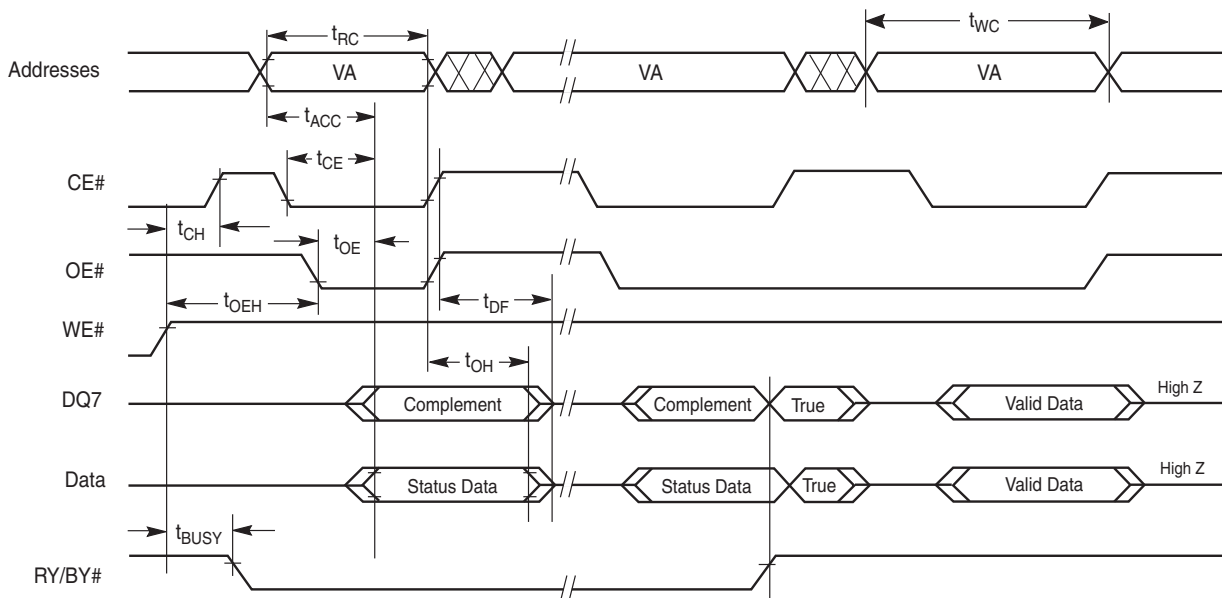 tRC
tWC
Addresses
VA
VA
VA
tACC
tCE
CE#
tCH
tOE
OE#
tOEH
tDF
WE#
tOH
DQ7
Complement
Complement
True
Valid Data
High Z
Data
Status Data
Status Data
True
Valid Data
High Z
tBUSY
RY/BY#